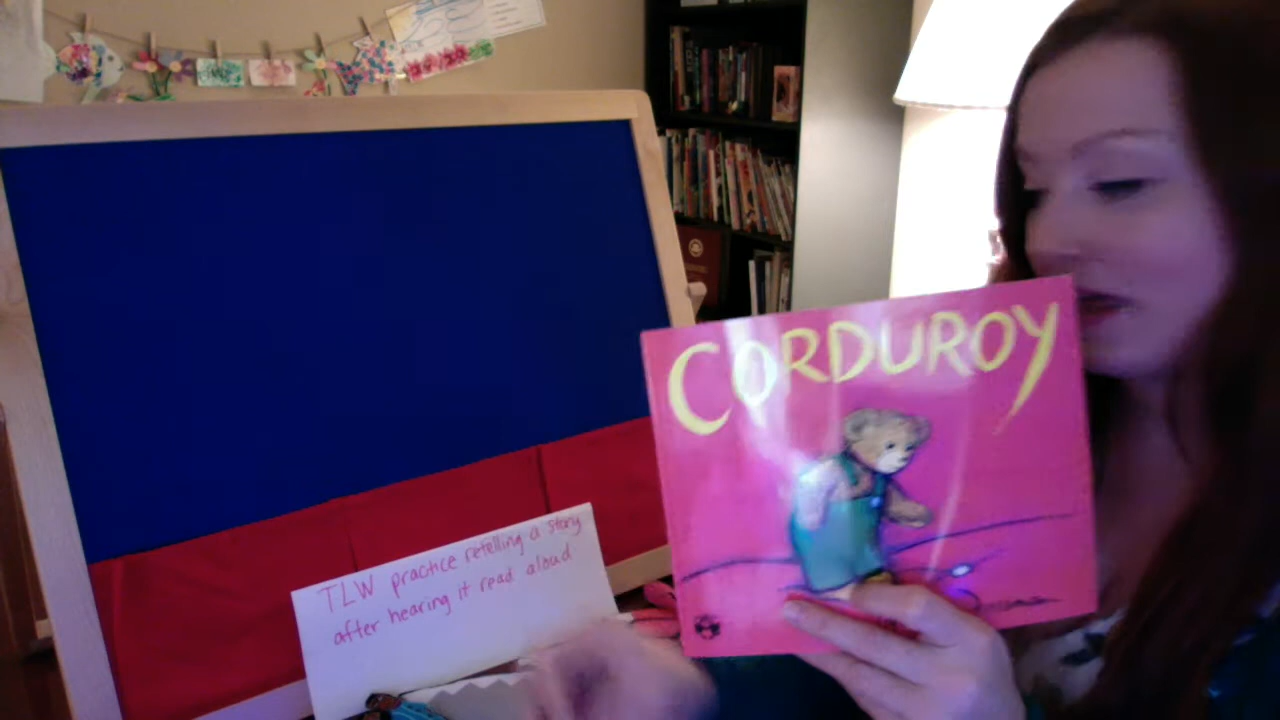 CORDUROY
TLW practice retelling a story
after hearing it read aloud